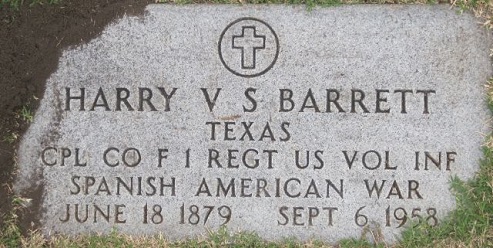 HARRY V S BARRETT
TEXAS
CPL CO F 1 REGT US VOL INF
SPANISH AMERICAN WAR
JUNE 18 1879 SEPT 6 1958